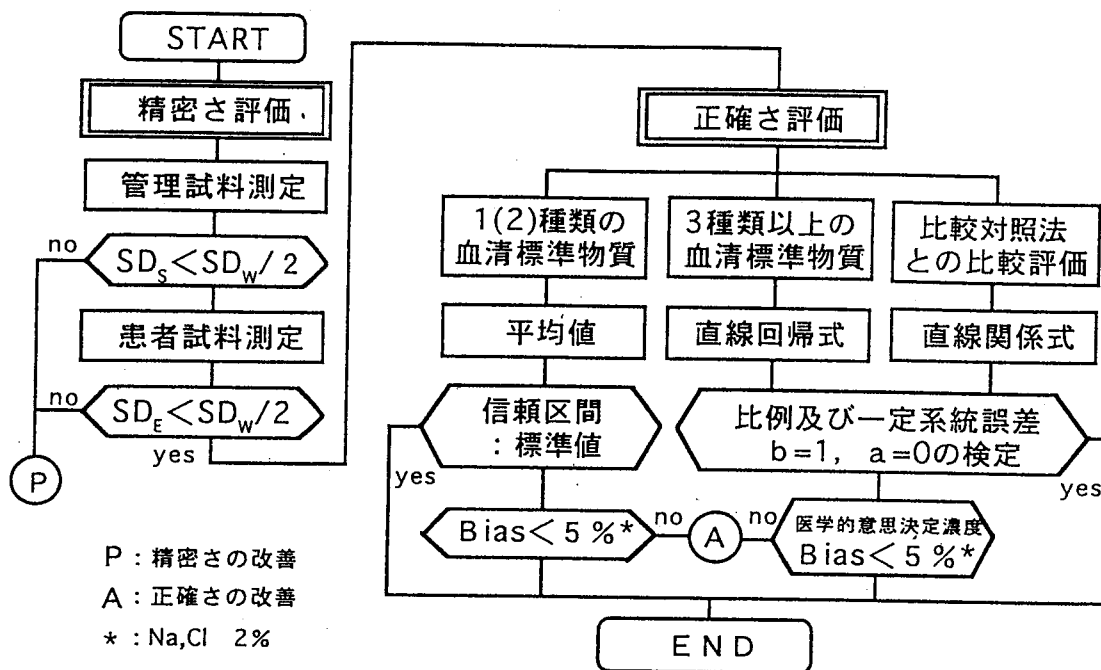 START
精密さ評価
管理試料測定
no
SDS＜SDW/2
患者試料測定
no
SDE＜SDW/2
yes
P
P：精密さの改善
A：正確さの改善
*：Na,Cl 2%
正確さ評価
1(2)種類の
血清標準物質
平均値
信頼区間
：標準値
yes
Bias＜5%*
no
A
3種類以上の
血清標準物質
直線回帰式
比較対照法
との比較評価
直線関係式
比例及び一定系統誤差
b=1, a=0の検定
yes
no
医学的意思決定濃度
Bias＜5%*
END